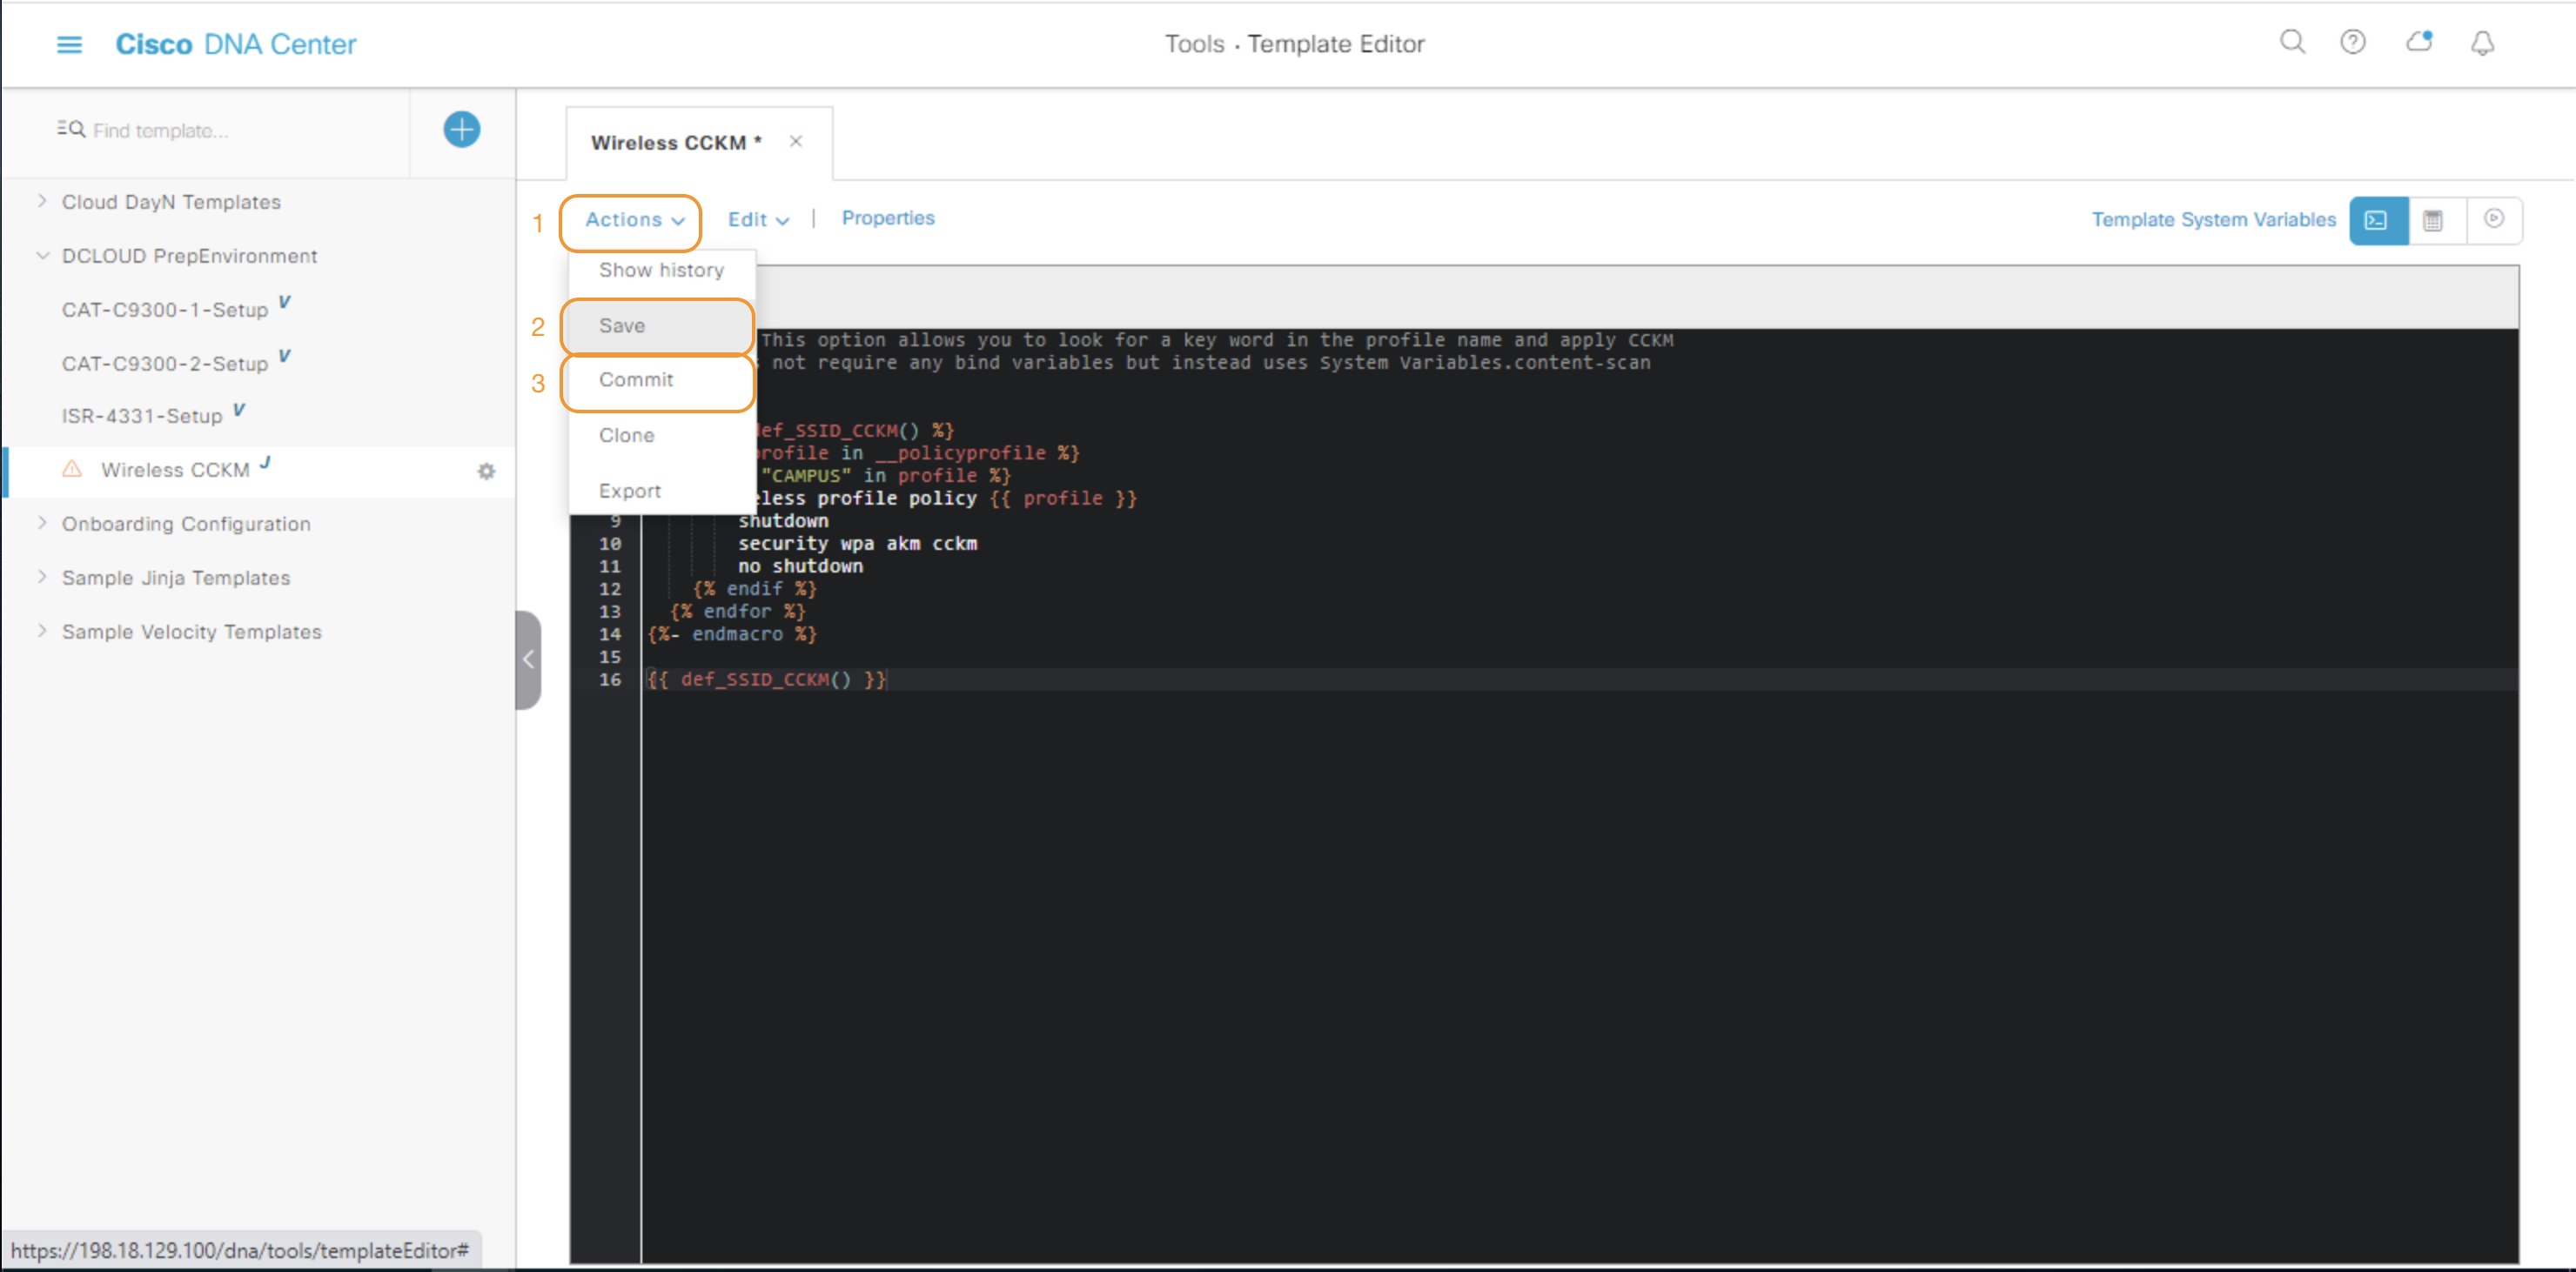 Cisco DNA Center
Tools · Template Editor
Find template...
Wireless CCKM *
Cloud DayN Templates
DCLOUD PrepEnvironment
CAT-C9300-1-Setup V
CAT-C9300-2-Setup V
ISR-4331-Setup V
Wireless CCKM J
Onboarding Configuration
Sample Jinja Templates
Sample Velocity Templates
1 Actions Edit | Properties
Template System Variables
Show history
2 Save
3 Commit
Clone
Export
This option allows you to look for a key word in the profile name and apply CCKM
not require any bind variables but instead uses System Variables.content-scan
def_SSID_CCKM() %}
profile in __policyprofile %}
"CAMPUS" in profile %}
eless profile policy {{ profile }}
9 shutdown
10 security wpa akm cckm
11 no shutdown
12 {% endif %}
13 {% endfor %}
14 {%- endmacro %}
15
16 {{ def_SSID_CCKM() }}
https://198.18.129.100/dna/tools/templateEditor#